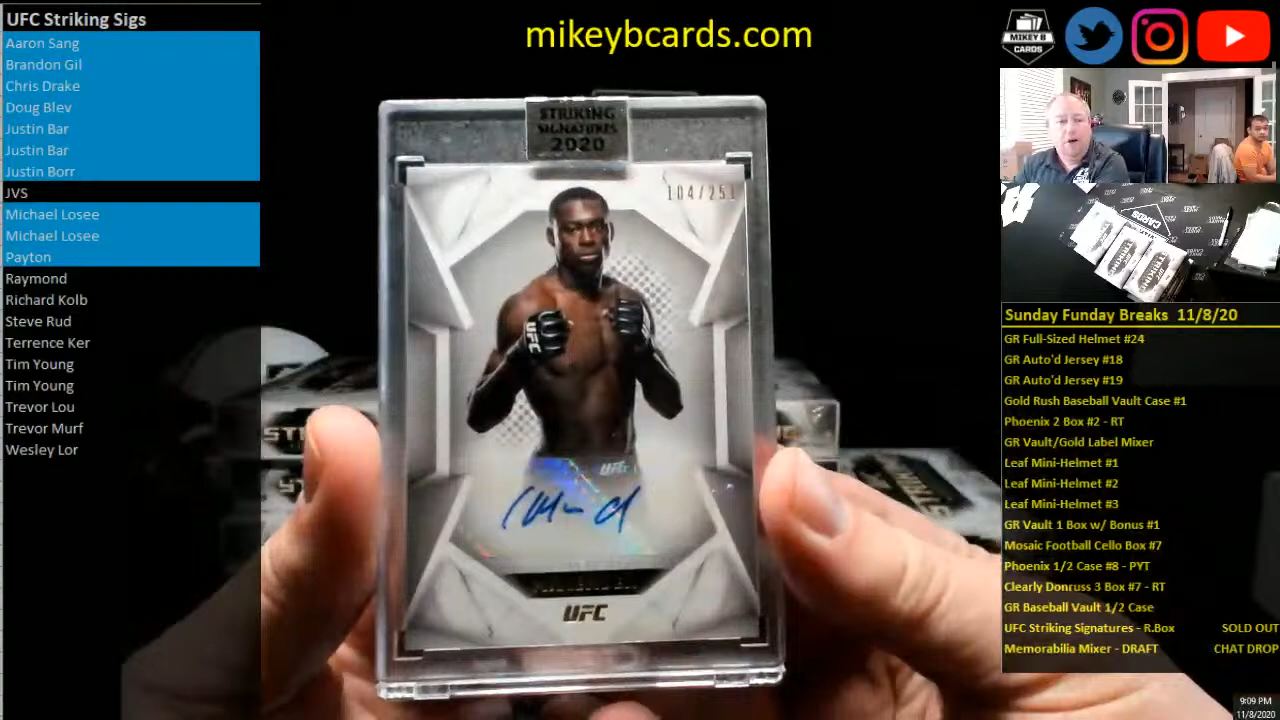 UFC Striking Sigs
Aaron Sang
Brandon Gil
Chris Drake
Doug Blev
Justin Bar
Justin Bar
Justin Borr
JVS
Michael Losee
Michael Losee
Payton
Raymond
Richard Kolb
Steve Rud
Terrence Ker
Tim Young
Tim Young
Trevor Lou
Trevor Murf
Wesley Lor
mikeybcards.com
STRIKING
SIGNATURES
2020
104/251
UFC
UFC
UFC
MIKEY B
CARDS
CARDS
Sunday Funday Breaks 11/8/20
GR Full-Sized Helmet #24
GR Auto'd Jersey #18
GR Auto'd Jersey #19
Gold Rush Baseball Vault Case #1
Phoenix 2 Box #2 - RT
GR Vault/Gold Label Mixer
Leaf Mini-Helmet #1
Leaf Mini-Helmet #2
Leaf Mini-Helmet #3
GR Vault 1 Box w/ Bonus #1
Mosaic Football Cello Box #7
Phoenix 1/2 Case #8 - PYT
Clearly Donruss 3 Box #7 - RT
GR Baseball Vault 1/2 Case
UFC Striking Signatures - R.Box SOLD OUT
Memorabilia Mixer - DRAFT CHAT DROP
9:09 PM
11/8/2020